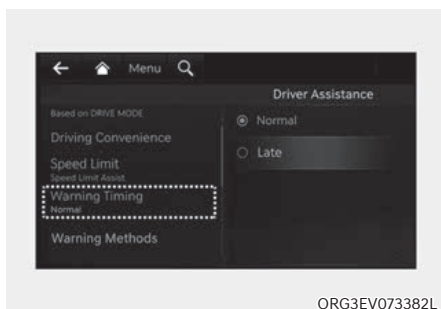 Menu
Driver Assistance
Based on DRIVE MODE
Driving Convenience
Speed Limit
Speed Limit Assist
Warning Timing
Normal
Warning Methods
Normal
Late
ORG3EV073382L